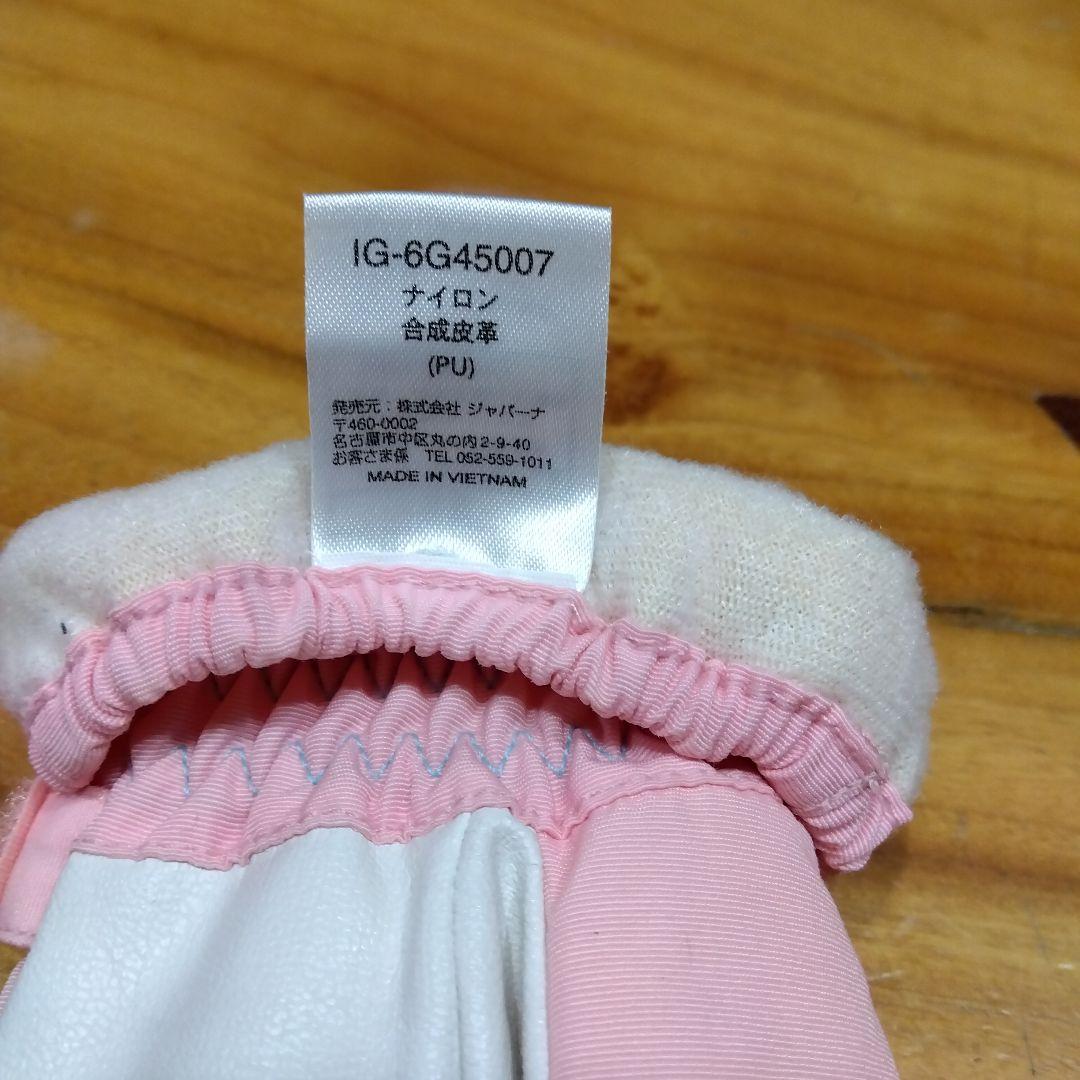 IG-6G45007
ナイロン
合成皮革
(PU)
発売元：株式会社 ジャパーナ
〒460-0002
名古屋市中区丸の内2-9-40
お客さま係 TEL 052-559-1011
MADE IN VIETNAM